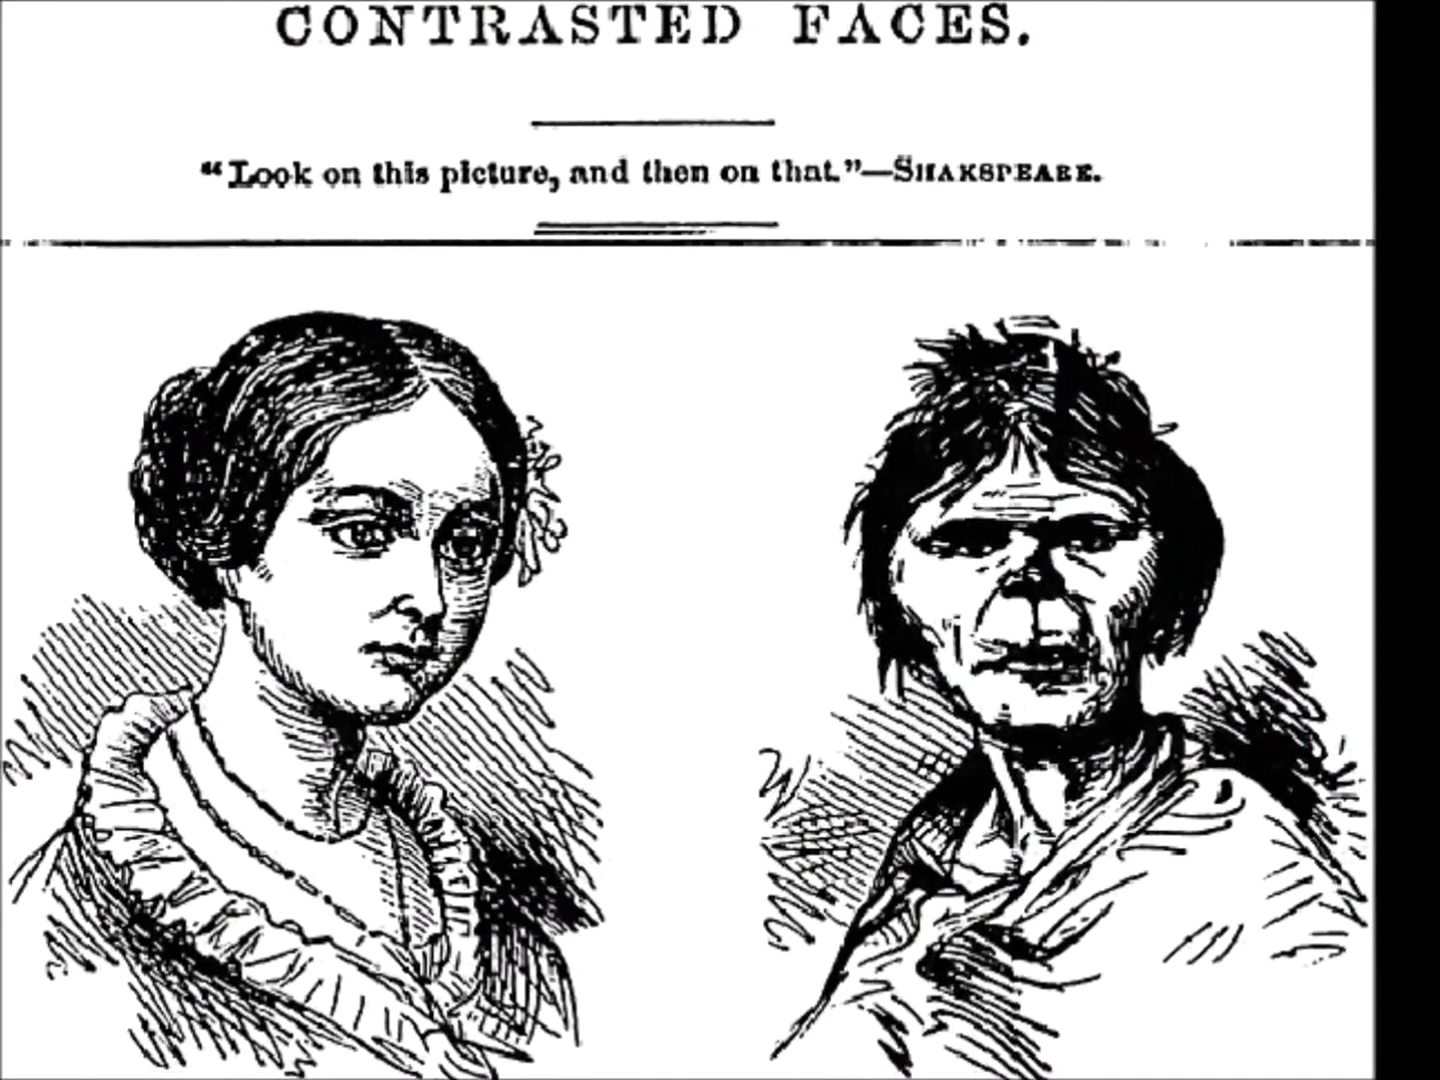 CONTRASTED FACES.
“Look on this picture, and then on that.”—SHAKSPEARE.